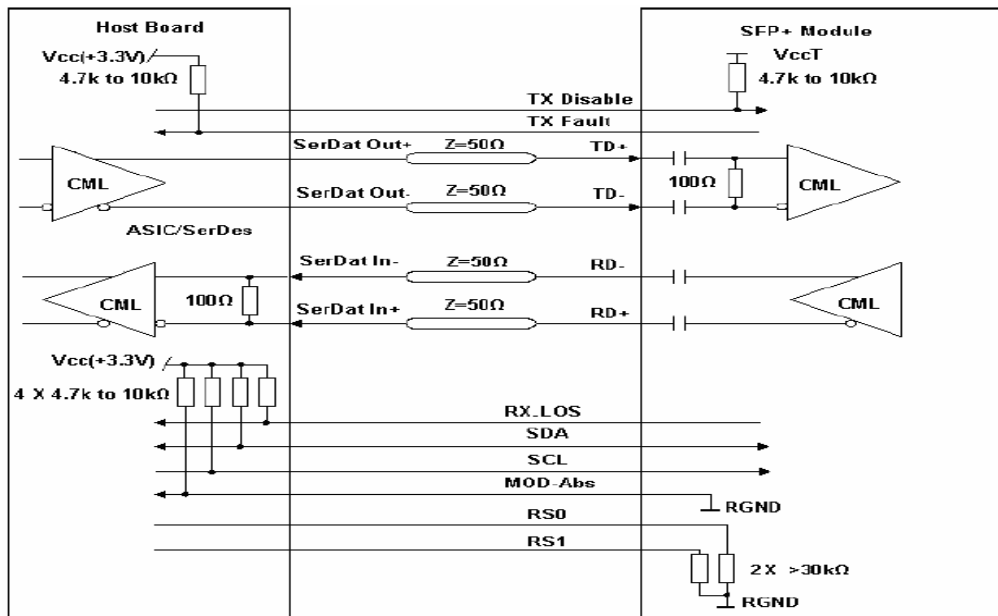 Host Board
SFP+ Module
Vcc(+3.3V)
4.7k to 10kΩ
VccT
4.7k to 10kΩ
TX Disable
TX Fault
SerDat Out+
Z=50Ω
TD+
CML
100Ω
CML
SerDat Out-
Z=50Ω
TD-
ASIC/SerDes
SerDat In-
Z=50Ω
RD-
CML
100Ω
CML
SerDat In+
Z=50Ω
RD+
Vcc(+3.3V)
4 X 4.7k to 10kΩ
RX-LOS
SDA
SCL
MOD-Abs
RGND
RS0
RS1
2X >30kΩ
RGND